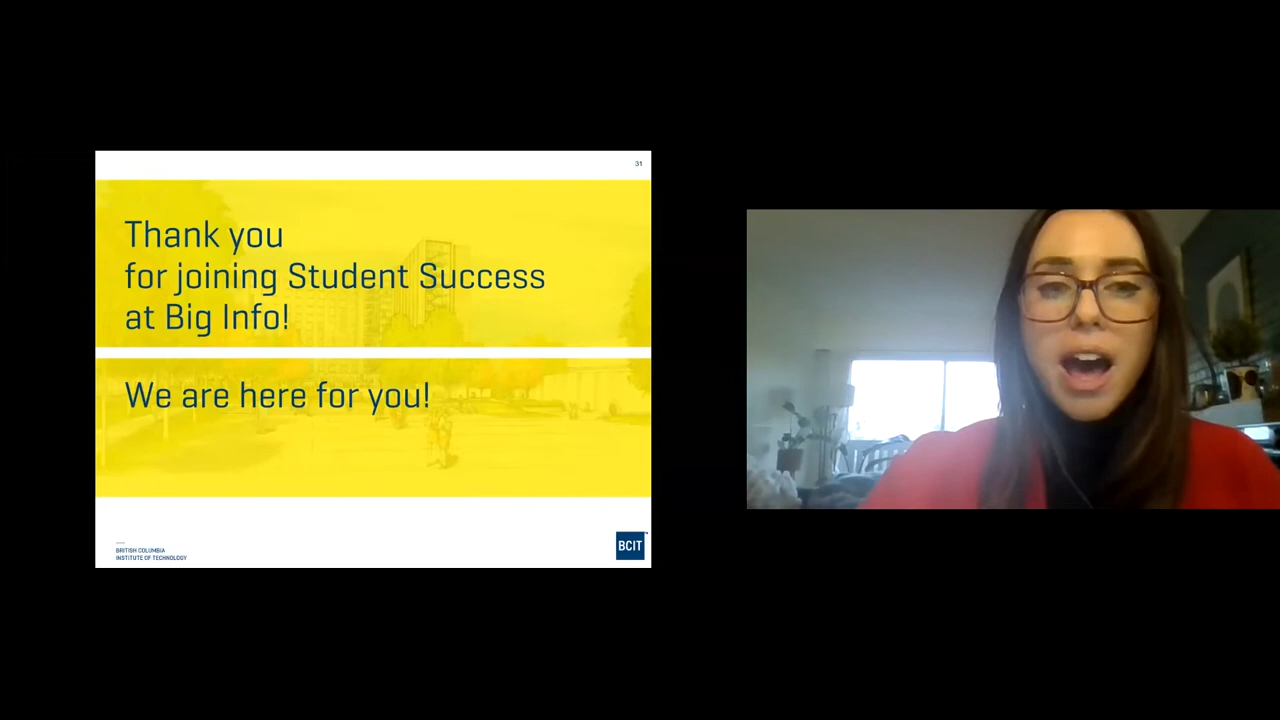 31
Thank you
for joining Student Success
at Big Info!
We are here for you!
BRITISH COLUMBIA
INSTITUTE OF TECHNOLOGY
BCIT